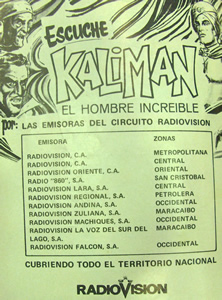 ESCUCHE
KALIMAN
EL HOMBRE INCREIBLE
por: LAS EMISORAS DEL CIRCUITO RADIOVISION
EMISORA ZONAS
RADIOVISION, C.A. METROPOLITANA
RADIOVISION, C.A. CENTRAL
RADIOVISION ORIENTE, C.A. ORIENTAL
RADIO "860", S.A. SAN CRISTOBAL
RADIOVISION LARA, S.A. CENTRAL
RADIOVISION REGIONAL, S.A. PETROLERA
RADIOVISION ANDINA, S.A. OCCIDENTAL
RADIOVISION ZULIANA, S.A. MARACAIBO
RADIOVISION MACHIQUES, S.A. OCCIDENTAL
RADIOVISION LA VOZ DEL SUR DEL MARACAIBO
LAGO, S.A.
RADIOVISION FALCON, S.A. OCCIDENTAL
CUBRIENDO TODO EL TERRITORIO NACIONAL
RADIOVISION